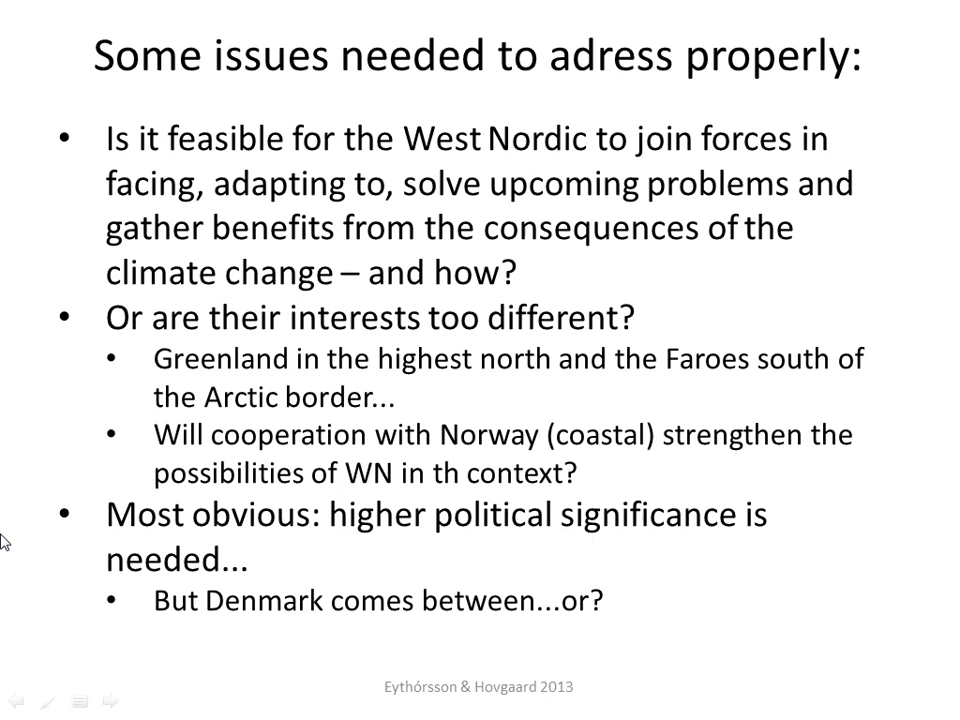 Some issues needed to adress properly:
• Is it feasible for the West Nordic to join forces in
facing, adapting to, solve upcoming problems and
gather benefits from the consequences of the
climate change – and how?
• Or are their interests too different?
• Greenland in the highest north and the Faroes south of
the Arctic border...
• Will cooperation with Norway (coastal) strengthen the
possibilities of WN in th context?
• Most obvious: higher political significance is
needed...
• But Denmark comes between...or?
Eythórsson & Hovgaard 2013